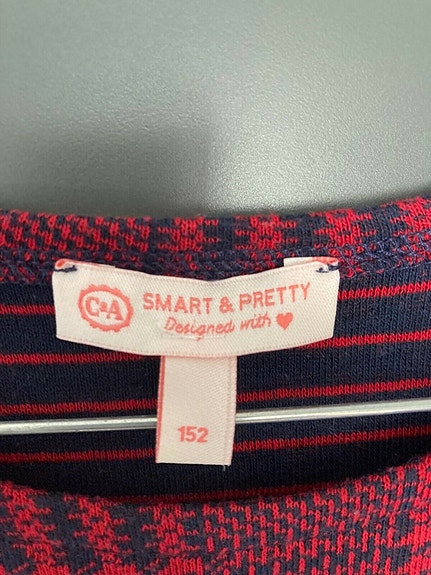 C&A
SMART & PRETTY
Designed with ♥
152